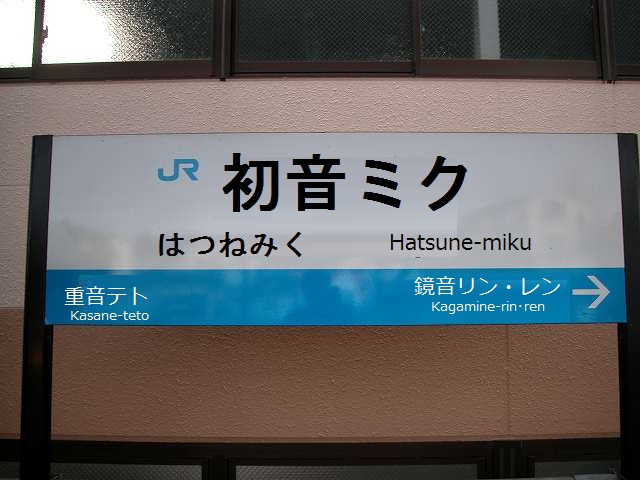 JR 初音ミク
はつねみく Hatsune-miku
重音テト 鏡音リン・レン →
Kasane-teto Kagamine-rin･ren